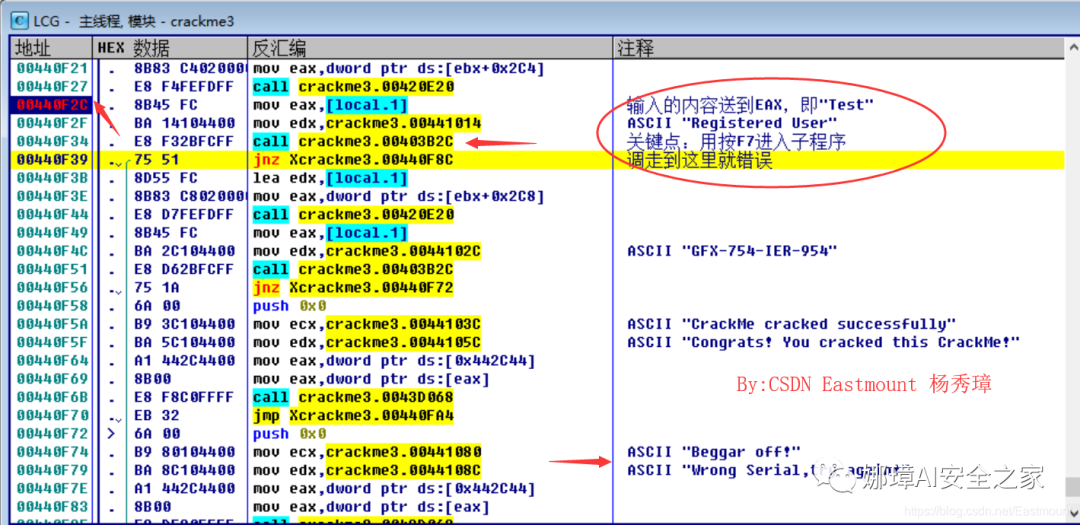 LCG - 主线程, 模块 - crackme3
地址 HEX 数据 反汇编 注释
00440F21 . 8B83 C4020000 mov eax,dword ptr ds:[ebx+0x2C4]
00440F27 . E8 F4FEFDFF call crackme3.00420E20
00440F2C . 8B45 FC mov eax,[local.1] 输入的内容送到EAX，即"Test"
00440F2F . BA 14104400 mov edx,crackme3.00441014 ASCII "Registered User"
00440F34 . E8 F32BFCFF call crackme3.00403B2C 关键点：用按F7进入子程序
00440F39 . 75 51 jnz Xcrackme3.00440F8C 调走到这里就错误
00440F3B . 8D55 FC lea edx,[local.1]
00440F3E . 8B83 C8020000 mov eax,dword ptr ds:[ebx+0x2C8]
00440F44 . E8 D7FEFDFF call crackme3.00420E20
00440F49 . 8B45 FC mov eax,[local.1]
00440F4C . BA 2C104400 mov edx,crackme3.0044102C ASCII "GFX-754-IER-954"
00440F51 . E8 D62BFCFF call crackme3.00403B2C
00440F56 . 75 1A jnz Xcrackme3.00440F72
00440F58 . 6A 00 push 0x0
00440F5A . B9 3C104400 mov ecx,crackme3.0044103C ASCII "CrackMe cracked successfully"
00440F5F . BA 5C104400 mov edx,crackme3.0044105C ASCII "Congrats! You cracked this CrackMe!"
00440F64 . A1 442C4400 mov eax,dword ptr ds:[0x442C44]
00440F69 . 8B00 mov eax,dword ptr ds:[eax]
00440F6B . E8 F8C0FFFF call crackme3.0043D068
00440F70 . EB 32 jmp Xcrackme3.00440FA4
00440F72 > 6A 00 push 0x0
00440F74 . B9 80104400 mov ecx,crackme3.00441080 ASCII "Beggar off!"
00440F79 . BA 8C104400 mov edx,crackme3.0044108C ASCII "Wrong Serial,
00440F7E . A1 442C4400 mov eax,dword ptr ds:[0x442C44]
00440F83 . 8B00 mov eax,dword ptr ds:[eax]
By:CSDN Eastmount 杨秀璋
娜璋AI安全之家
https://blog.csdn.net/Eastmount